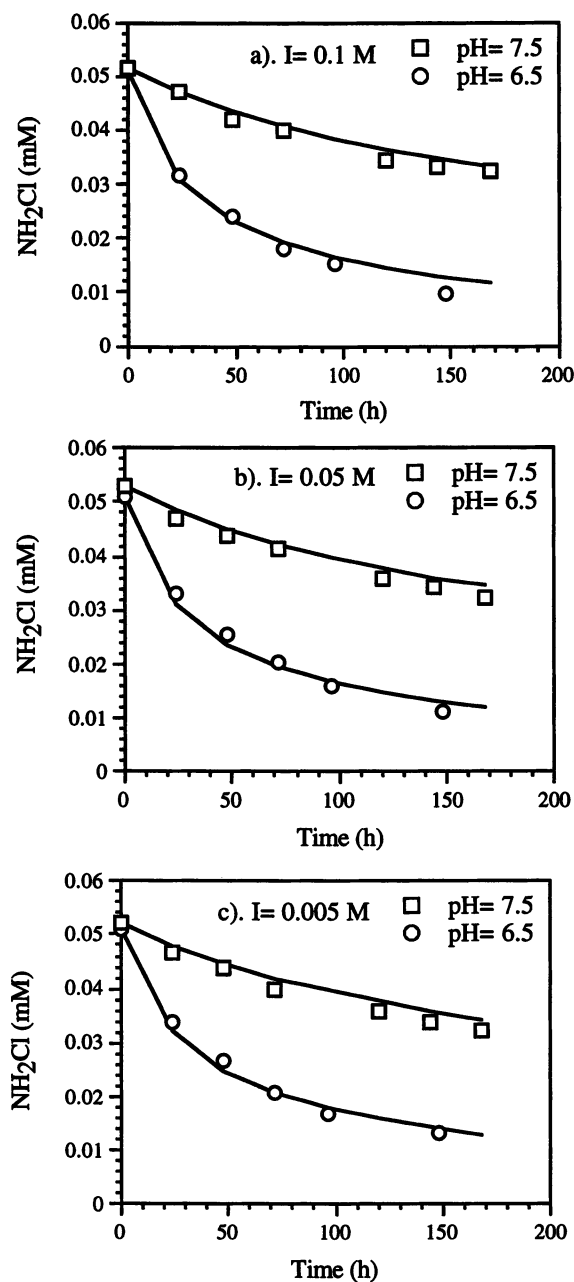 0.06
a). I= 0.1 M
pH= 7.5
pH= 6.5
0.05
0.04
0.03
0.02
0.01
0
NH₂Cl (mM)
0 50 100 150 200
Time (h)
0.06
b). I= 0.05 M
pH= 7.5
pH= 6.5
0.05
0.04
0.03
0.02
0.01
0
NH₂Cl (mM)
0 50 100 150 200
Time (h)
0.06
c). I= 0.005 M
pH= 7.5
pH= 6.5
0.05
0.04
0.03
0.02
0.01
0
NH₂Cl (mM)
0 50 100 150 200
Time (h)